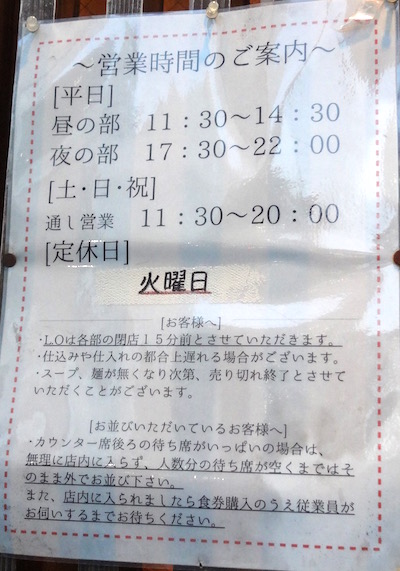 ～営業時間のご案内～
[平日]
昼の部 11：30～14：30
夜の部 17：30～22：00
[土・日・祝]
通し営業 11：30～20：00
[定休日]
火曜日
[お客様へ]
・L.Oは各部の閉店１５分前とさせていただきます。
・仕込みや仕入れの都合上遅れる場合がございます。
・スープ、麺が無くなり次第、売り切れ終了とさせて
いただくことがございます。
[お並びいただいているお客様へ]
・カウンター席後ろの待ち席がいっぱいの場合は、
無理に店内に入らず、人数分の待ち席が空くまではそ
のまま外でお並び下さい。
また、店内に入られましたら食券購入のうえ従業員が
お伺いするまでお待ちください。